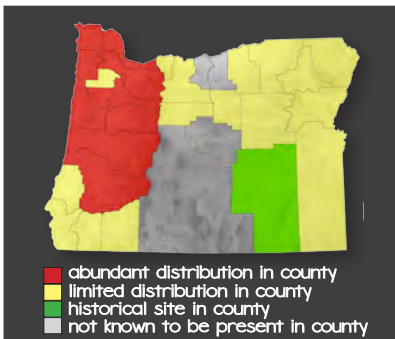 abundant distribution in county
limited distribution in county
historical site in county
not known to be present in county